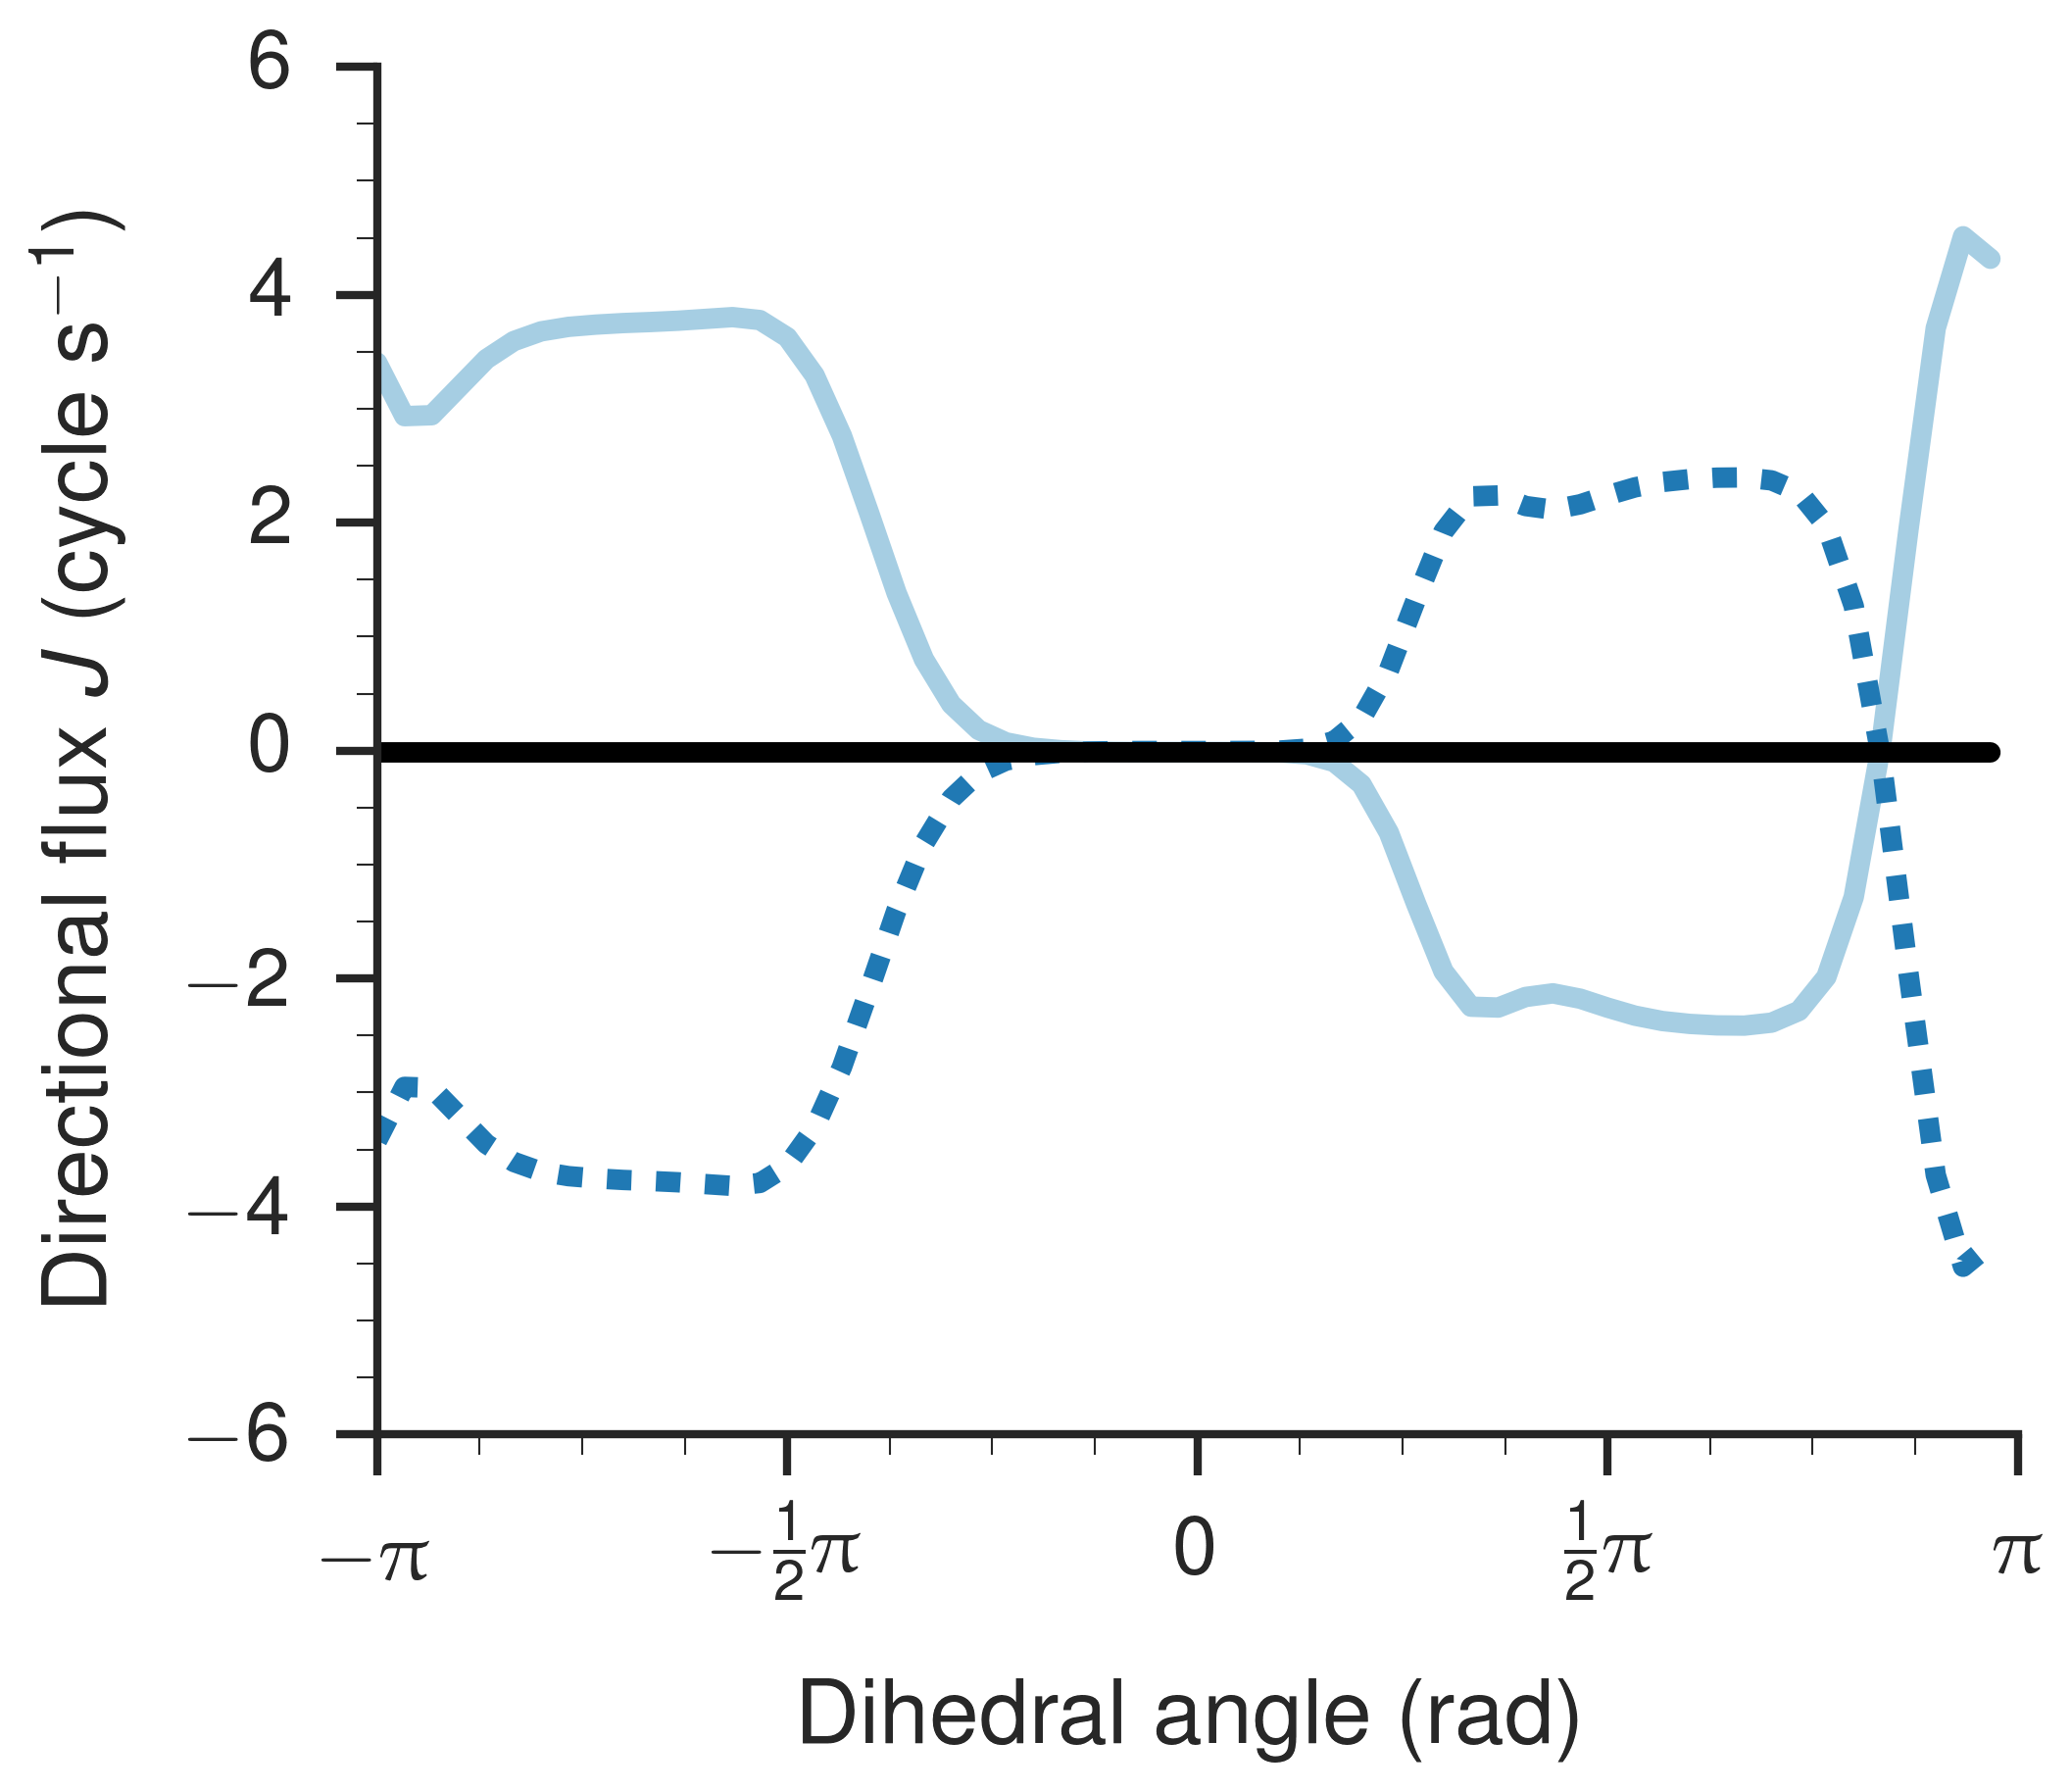 Directional flux J (cycle s⁻¹)
6
4
2
0
−2
−4
−6
−π
−½π
0
½π
π
Dihedral angle (rad)